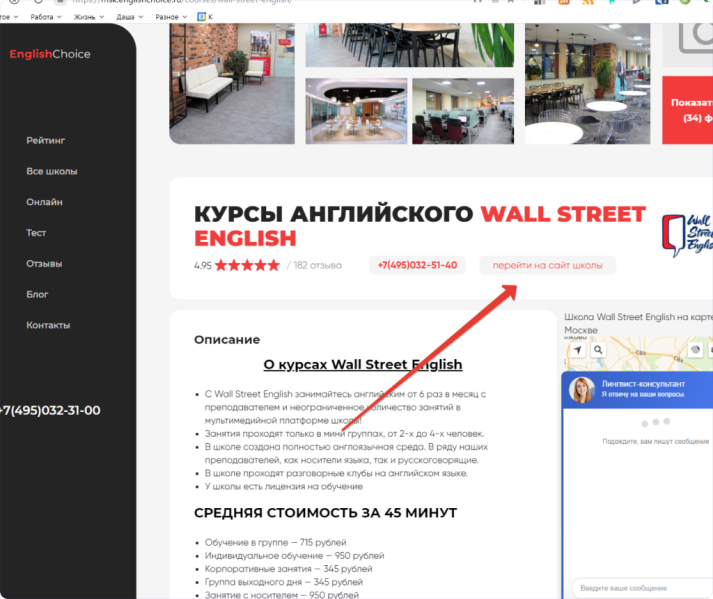 https://msk.englishchoice.ru/courses/wall-street-english/
Работа
Жизнь
Даша
Разное
К
EnglishChoice
Рейтинг
Все школы
Онлайн
Тест
Отзывы
Блог
Контакты
+7(495)032-31-00
Показать
(34) ф
КУРСЫ АНГЛИЙСКОГО WALL STREET
ENGLISH
4.95
/ 182 отзыва
+7(495)032-51-40
перейти на сайт школы
Wall
Street
English
Описание
О курсах Wall Street English
С Wall Street English занимайтесь английским от 6 раз в месяц с
преподавателем и неограниченное количество занятий в
мультимедийной платформе школы!
Занятия проходят только в мини группах, от 2-х до 4-х человек.
В школе создана полностью англоязычная среда. В ряду наших
преподавателей, как носители языка, так и русскоговорящие.
В школе проходят разговорные клубы на английском языке.
У школы есть лицензия на обучение
СРЕДНЯЯ СТОИМОСТЬ ЗА 45 МИНУТ
Обучение в группе — 715 рублей
Индивидуальное обучение — 950 рублей
Корпоративные занятия — 345 рублей
Группа выходного дня — 345 рублей
Занятие с носителем — 950 рублей
Школа Wall Street English на карте
Москве
Лингвист-консультант
Я отвечу на ваши вопросы.
Подождите, вам пишут сообщение
Введите ваше сообщение